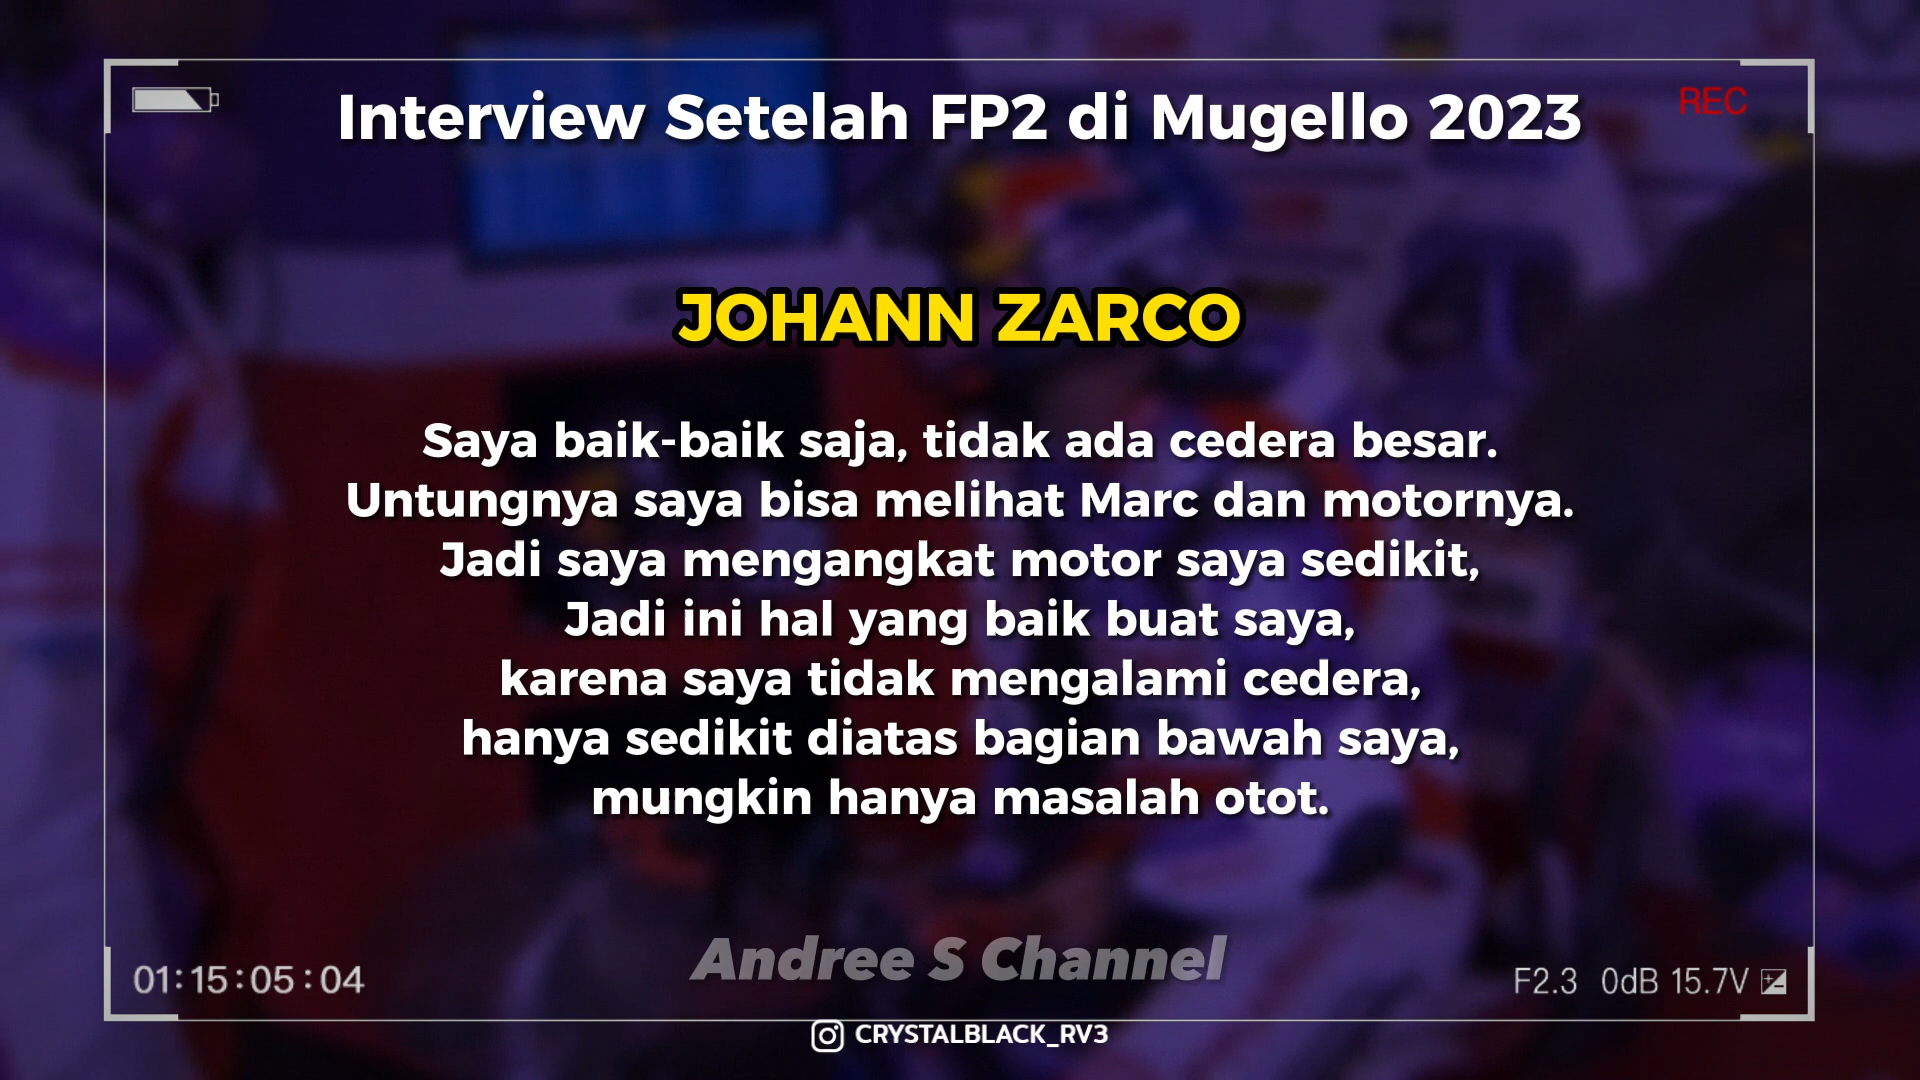 Interview Setelah FP2 di Mugello 2023
REC
JOHANN ZARCO
Saya baik-baik saja, tidak ada cedera besar.
Untungnya saya bisa melihat Marc dan motornya.
Jadi saya mengangkat motor saya sedikit,
Jadi ini hal yang baik buat saya,
karena saya tidak mengalami cedera,
hanya sedikit diatas bagian bawah saya,
mungkin hanya masalah otot.
Andree S Channel
01:15:05:04
F2.3 0dB 15.7V
CRYSTALBLACK_RV3